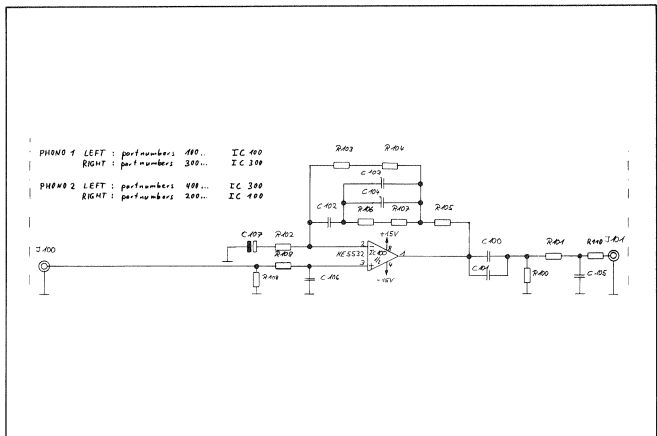 PHONO 1 LEFT : partnumbers 100... IC 100
RIGHT : partnumbers 300... IC 300
PHONO 2 LEFT : partnumbers 400... IC 300
RIGHT : partnumbers 200... IC 100
R103 R104
C103
C104
C102 R106 R107 R105
C107 R102
+15V
J100
R109
2 8
NE5532 IC100 1
1/2
3 4
-15V
R108
C106
C100
C101
R101 R110 J101
R100
C105